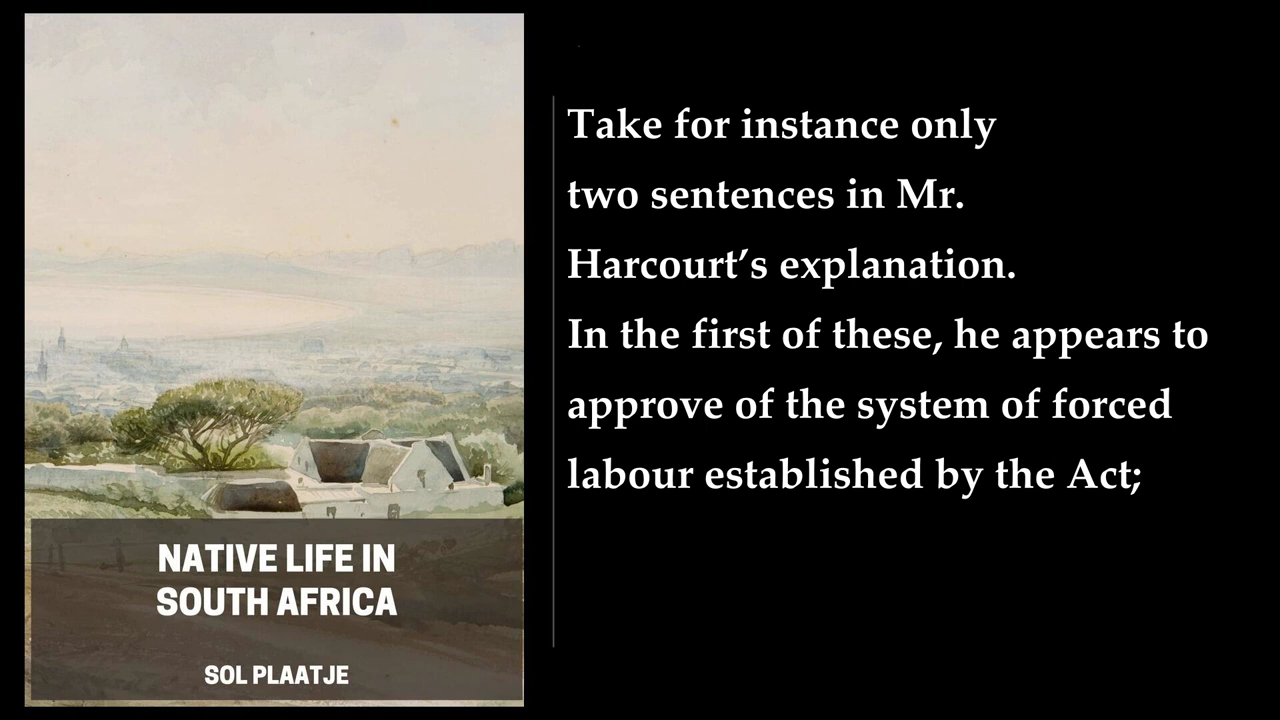 Take for instance only
two sentences in Mr.
Harcourt’s explanation.
In the first of these, he appears to
approve of the system of forced
labour established by the Act;
NATIVE LIFE IN
SOUTH AFRICA
SOL PLAATJE